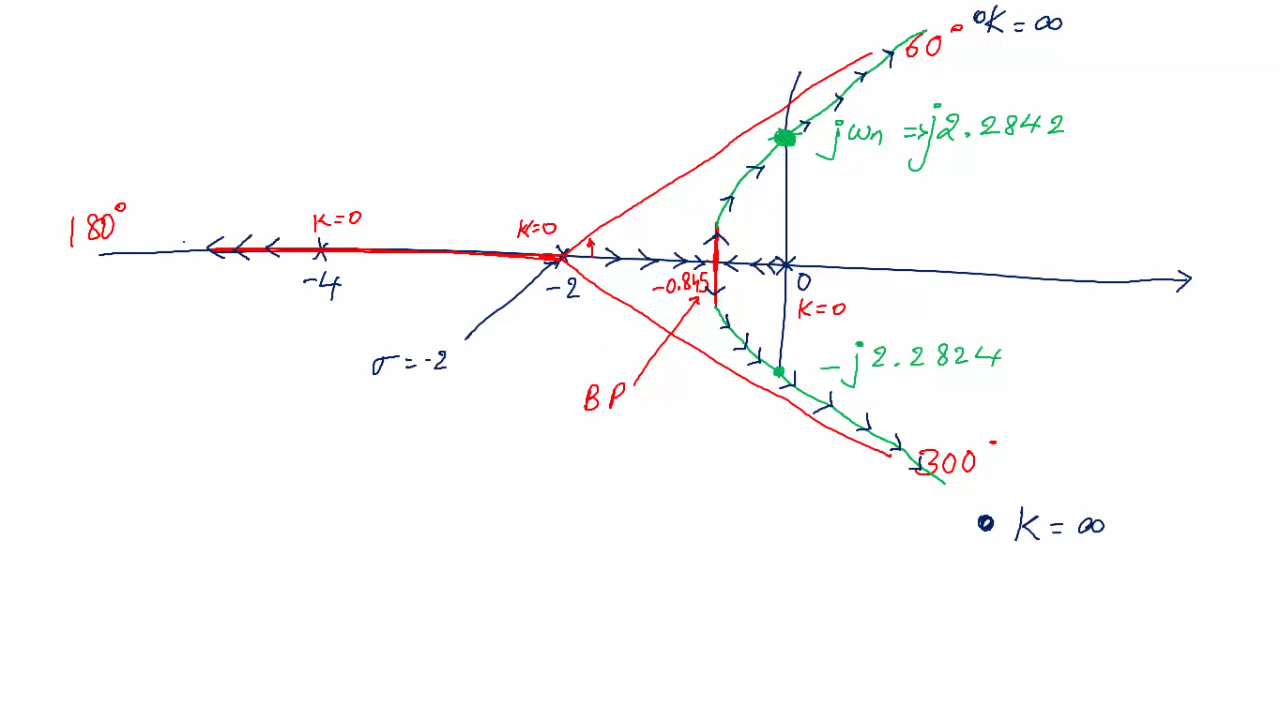 60° K = ∞
jωn ⇒ j2.2842
180°
K=0
K=0
-4
-2
-0.845
0
K=0
σ = -2
-j2.2824
BP
300°
K = ∞